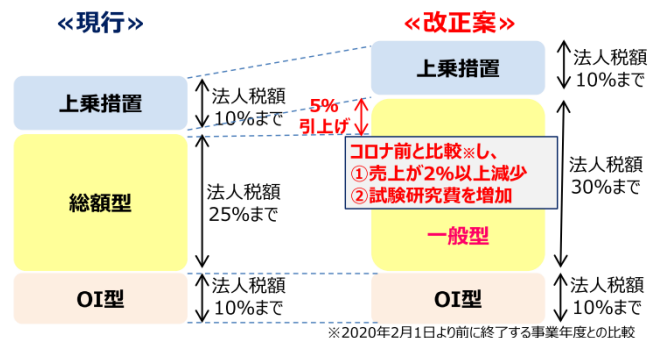 ≪現行≫
上乗措置
法人税額
10%まで
総額型
法人税額
25%まで
OI型
法人税額
10%まで
≪改正案≫
上乗措置
法人税額
10%まで
5%
引上げ
コロナ前と比較※し、
①売上が2%以上減少
②試験研究費を増加
一般型
法人税額
30%まで
OI型
法人税額
10%まで
※2020年2月1日より前に終了する事業年度との比較